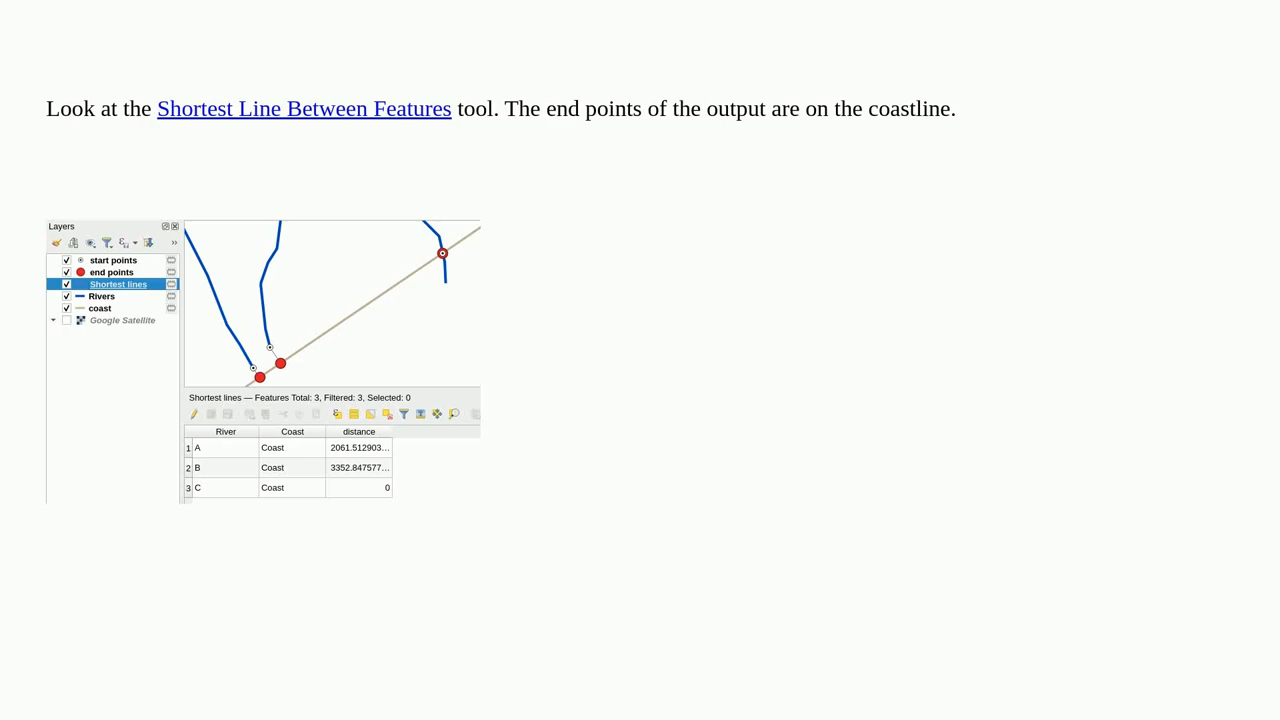 Look at the Shortest Line Between Features tool. The end points of the output are on the coastline.
Layers
start points
end points
Shortest lines
Rivers
coast
Google Satellite
Shortest lines — Features Total: 3, Filtered: 3, Selected: 0
River Coast distance
1 A Coast 2061.512903...
2 B Coast 3352.847577...
3 C Coast 0